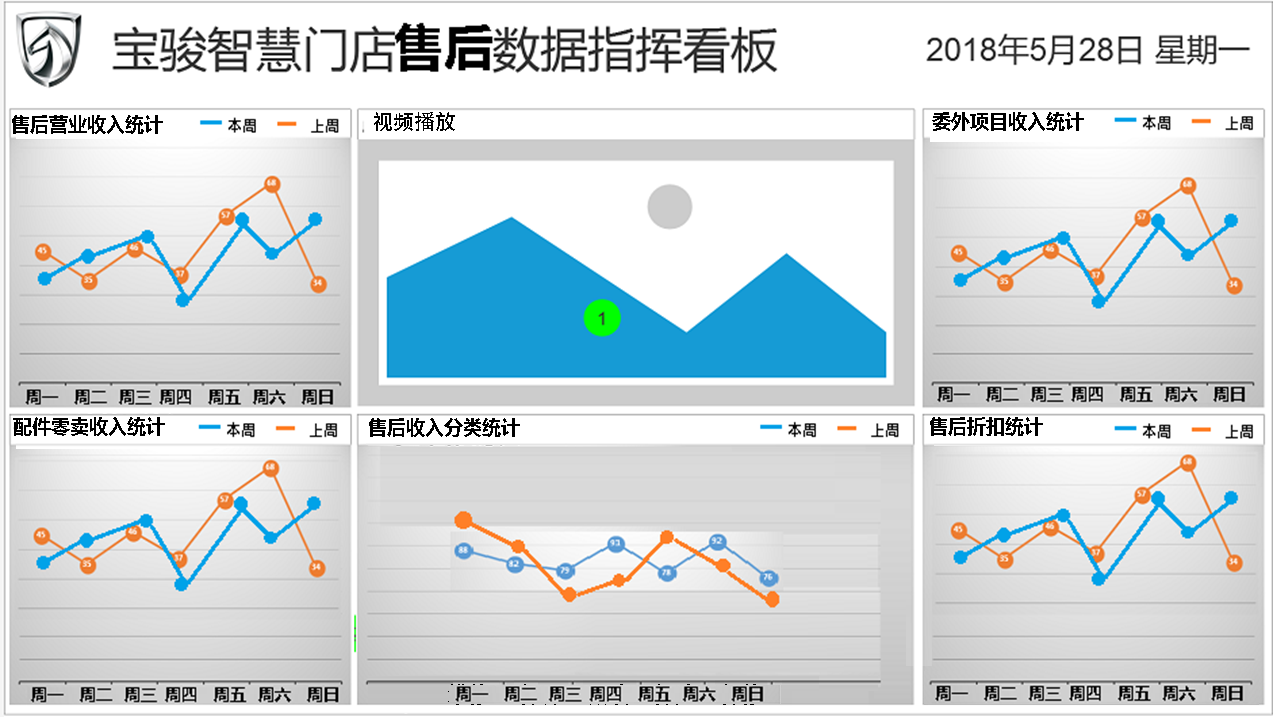 宝骏智慧门店售后数据指挥看板
2018年5月28日 星期一
售后营业收入统计 本周 上周
45 35 46 37 57 68 34
周一 周二 周三 周四 周五 周六 周日
视频播放
1
委外项目收入统计 本周 上周
45 35 46 37 57 68 34
周一 周二 周三 周四 周五 周六 周日
配件零卖收入统计 本周 上周
45 35 46 37 57 68 34
周一 周二 周三 周四 周五 周六 周日
售后收入分类统计 本周 上周
88 82 79 93 78 92 76
周一 周二 周三 周四 周五 周六 周日
售后折扣统计 本周 上周
45 35 46 37 57 68 34
周一 周二 周三 周四 周五 周六 周日